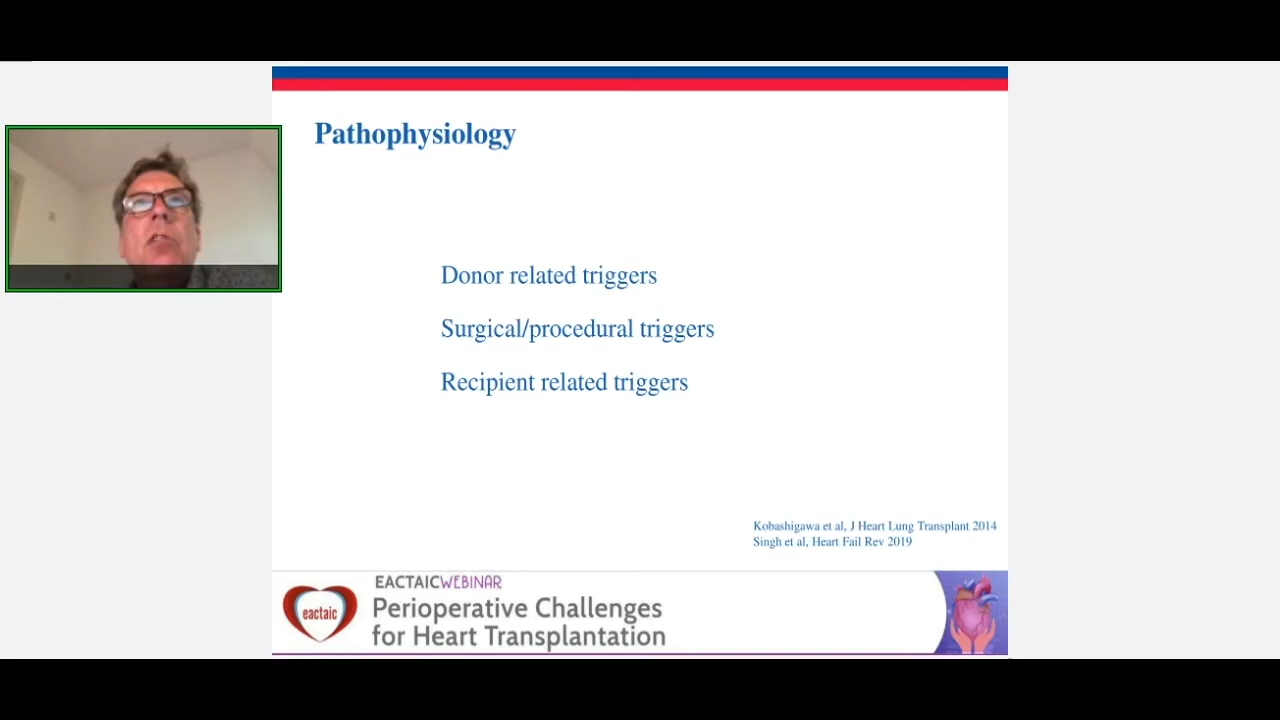 Pathophysiology
Donor related triggers
Surgical/procedural triggers
Recipient related triggers
Kobashigawa et al, J Heart Lung Transplant 2014
Singh et al, Heart Fail Rev 2019
eactaic
EACTAICWEBINAR
Perioperative Challenges
for Heart Transplantation